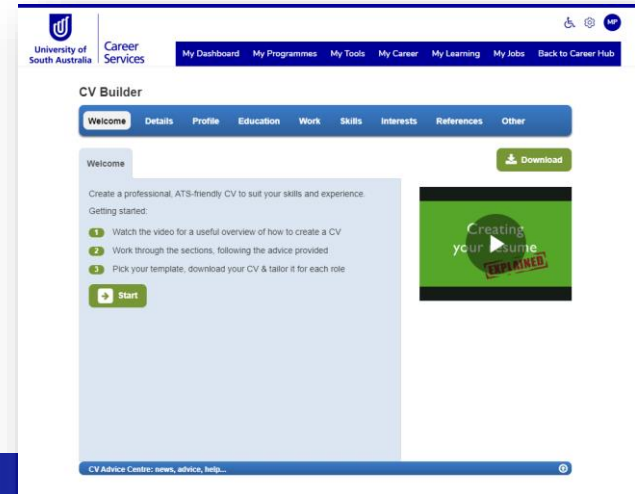 MP
University of
South Australia
Career
Services
My Dashboard My Programmes My Tools My Career My Learning My Jobs Back to Career Hub
CV Builder
Welcome Details Profile Education Work Skills Interests References Other
Welcome
Download
Create a professional, ATS-friendly CV to suit your skills and experience.
Getting started:
1 Watch the video for a useful overview of how to create a CV
2 Work through the sections, following the advice provided
3 Pick your template, download your CV & tailor it for each role
Start
Creating
your resume
EXPLAINED
CV Advice Centre: news, advice, help...